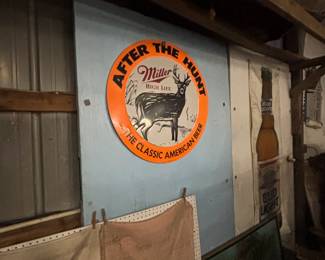 AFTER THE HUNT
Miller
HIGH LIFE
THE CLASSIC AMERICAN BEER